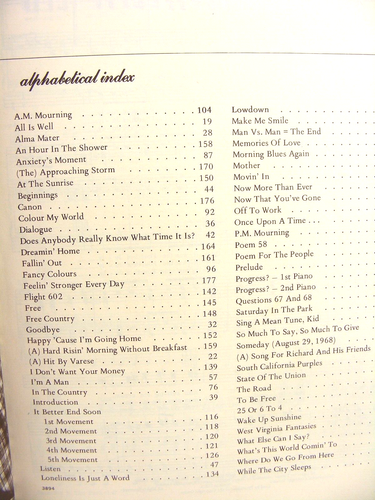 alphabetical index
A.M. Mourning . . . . . . . . . . . . 104
All Is Well . . . . . . . . . . . . 19
Alma Mater . . . . . . . . . . . . 28
An Hour In The Shower . . . . . . . . 158
Anxiety's Moment . . . . . . . . . . 87
(The) Approaching Storm . . . . . . . . 170
At The Sunrise . . . . . . . . . . . 150
Beginnings . . . . . . . . . . . . 44
Canon . . . . . . . . . . . . . 176
Colour My World . . . . . . . . . . 92
Dialogue . . . . . . . . . . . . 36
Does Anybody Really Know What Time It Is? 42
Dreamin' Home . . . . . . . . . . . 164
Fallin' Out . . . . . . . . . . . . 161
Fancy Colours . . . . . . . . . . . 96
Feelin' Stronger Every Day . . . . . . . 177
Flight 602 . . . . . . . . . . . . 142
Free . . . . . . . . . . . . . . 145
Free Country . . . . . . . . . . . 148
Goodbye . . . . . . . . . . . . 32
Happy 'Cause I'm Going Home . . . . . . 152
(A) Hard Risin' Morning Without Breakfast . . 159
(A) Hit By Varese . . . . . . . . . . 22
I Don't Want Your Money . . . . . . . . 139
I'm A Man . . . . . . . . . . . . 57
In The Country . . . . . . . . . . . 76
Introduction . . . . . . . . . . . . 39
It Better End Soon
1st Movement . . . . . . . . . . 116
2nd Movement . . . . . . . . . . 118
3rd Movement . . . . . . . . . . 120
4th Movement . . . . . . . . . . 121
5th Movement . . . . . . . . . . 126
Listen . . . . . . . . . . . . . 47
Loneliness Is Just A Word . . . . . . . 134
Lowdown . . . . . . . . . .
Make Me Smile . . . . . . . .
Man Vs. Man = The End . . . . .
Memories Of Love . . . . . . .
Morning Blues Again . . . . . .
Mother . . . . . . . . . .
Movin' In . . . . . . . . .
Now More Than Ever . . . . . .
Now That You've Gone . . . . .
Off To Work . . . . . . . .
Once Upon A Time . . . . . . .
P.M. Mourning . . . . . . . .
Poem 58 . . . . . . . . . .
Poem For The People . . . . . .
Prelude . . . . . . . . . .
Progress? – 1st Piano . . . . . .
Progress? – 2nd Piano . . . . . .
Questions 67 And 68 . . . . . .
Saturday In The Park . . . . . .
Sing A Mean Tune, Kid . . . . .
So Much To Say, So Much To Give
Someday (August 29, 1968) . . . .
(A) Song For Richard And His Friends
South California Purples . . . . .
State Of The Union . . . . . .
The Road . . . . . . . . .
To Be Free . . . . . . . . .
25 Or 6 To 4 . . . . . . . .
Wake Up Sunshine . . . . . . .
West Virginia Fantasies . . . . .
What Else Can I Say? . . . . . .
What's This World Comin' To . . .
Where Do We Go From Here . . . .
While The City Sleeps . . . . . .